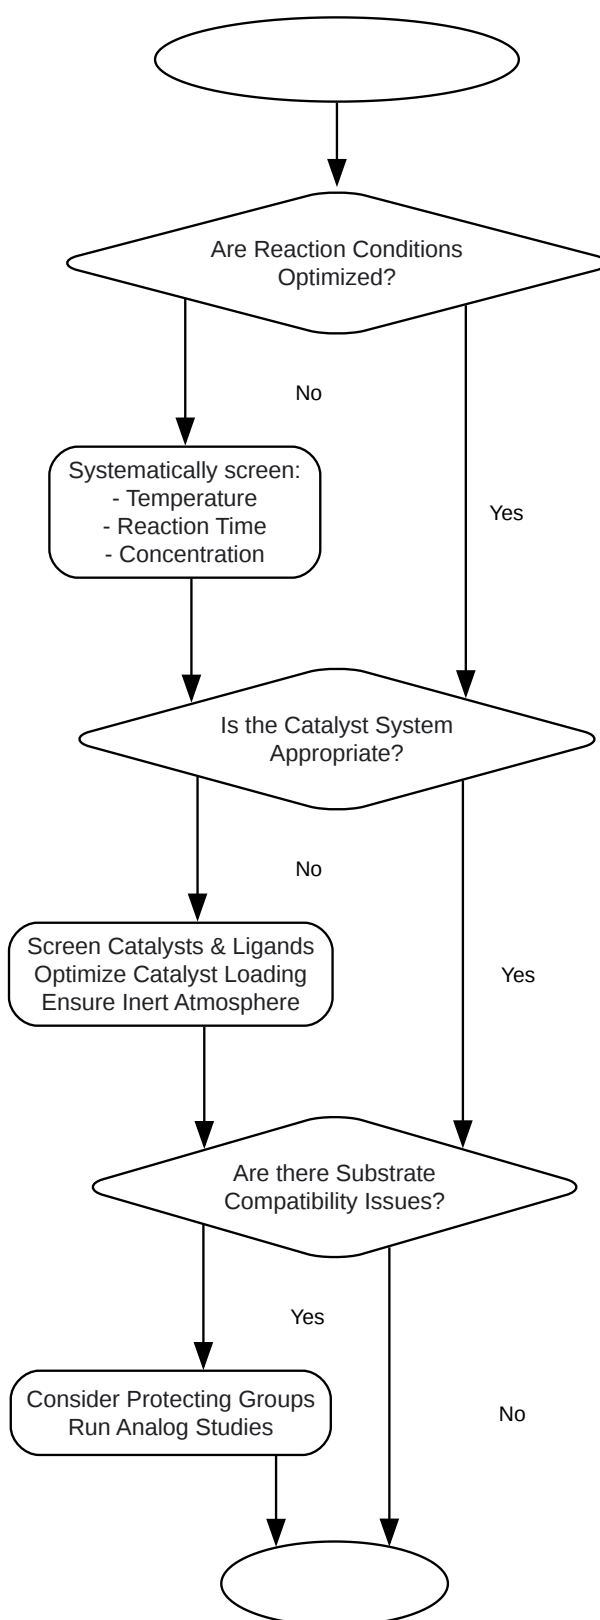 Are Reaction Conditions
Optimized?
No
Systematically screen:
- Temperature
- Reaction Time
- Concentration
Yes
Is the Catalyst System
Appropriate?
No
Screen Catalysts & Ligands
Optimize Catalyst Loading
Ensure Inert Atmosphere
Yes
Are there Substrate
Compatibility Issues?
Yes
Consider Protecting Groups
Run Analog Studies
No